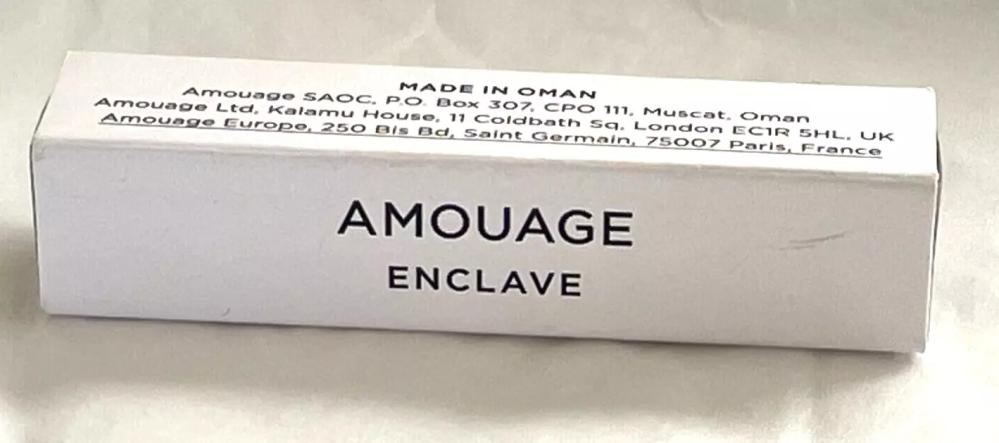 MADE IN OMAN
Amouage SAOC, P.O. Box 307, CPO 111, Muscat, Oman
Amouage Ltd, Kalamu House, 11 Coldbath Sq, London EC1R 5HL, UK
Amouage Europe, 250 Bis Bd, Saint Germain, 75007 Paris, France
AMOUAGE
ENCLAVE